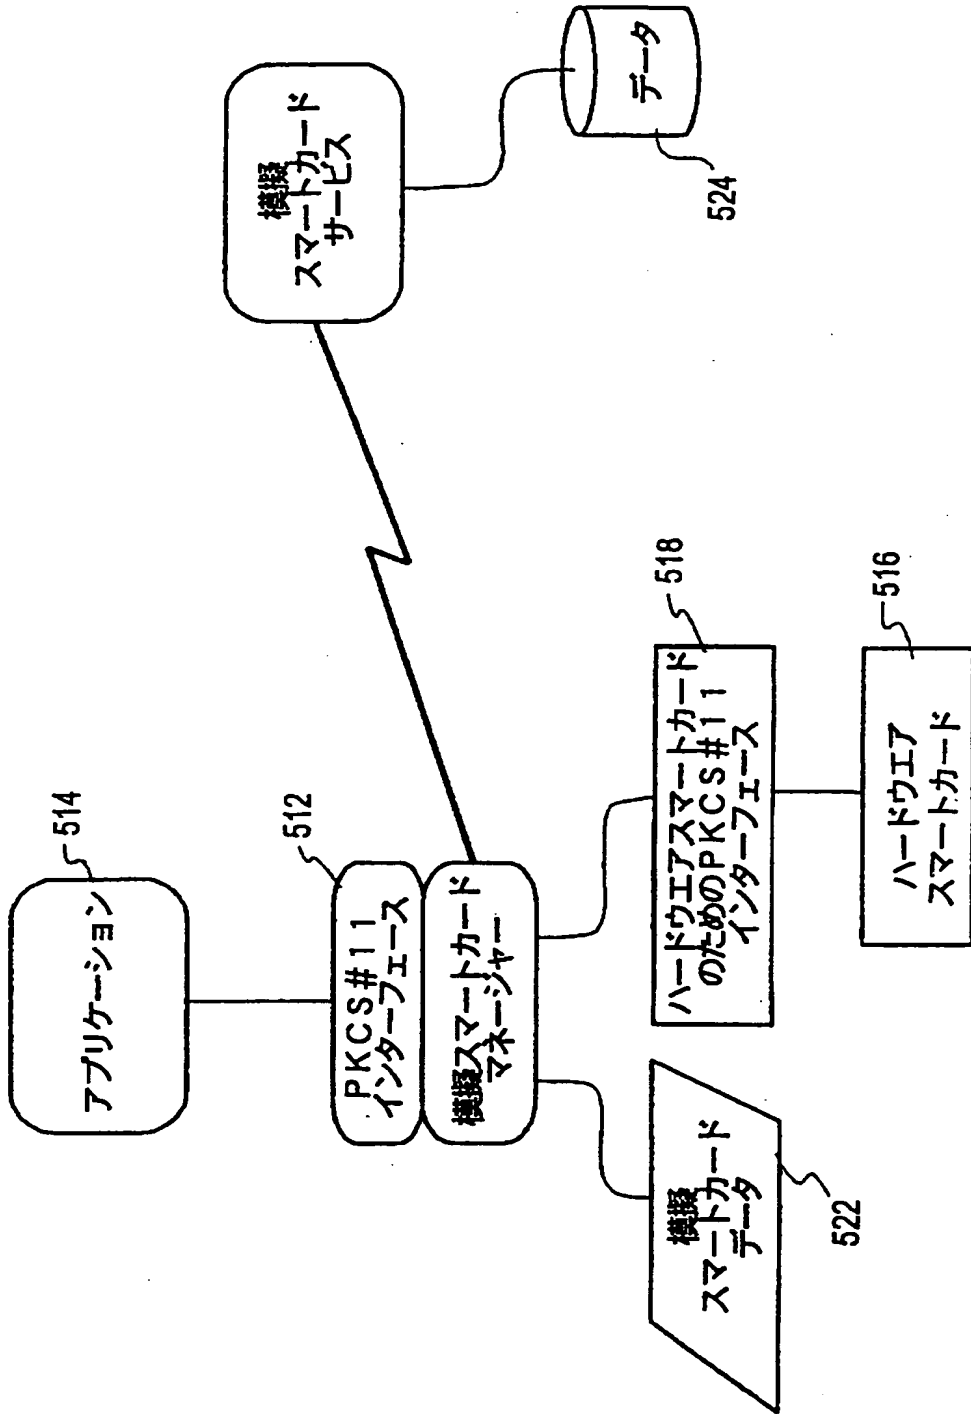 アプリケーション
514
PKCS#11
インターフェース
512
模擬スマートカード
マネージャー
模擬
スマートカード
サービス
データ
524
模擬
スマートカード
データ
522
ハードウエアスマートカード
のためのPKCS#11
インターフェース
518
ハードウエア
スマートカード
516